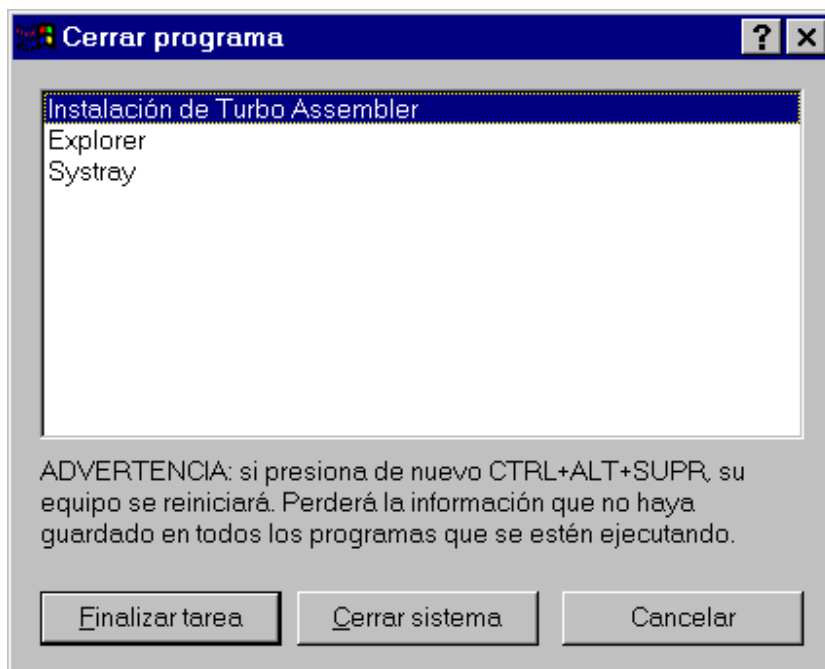 Cerrar programa
Instalación de Turbo Assembler
Explorer
Systray
ADVERTENCIA: si presiona de nuevo CTRL+ALT+SUPR, su
equipo se reiniciará. Perderá la información que no haya
guardado en todos los programas que se estén ejecutando.
Finalizar tarea
Cerrar sistema
Cancelar